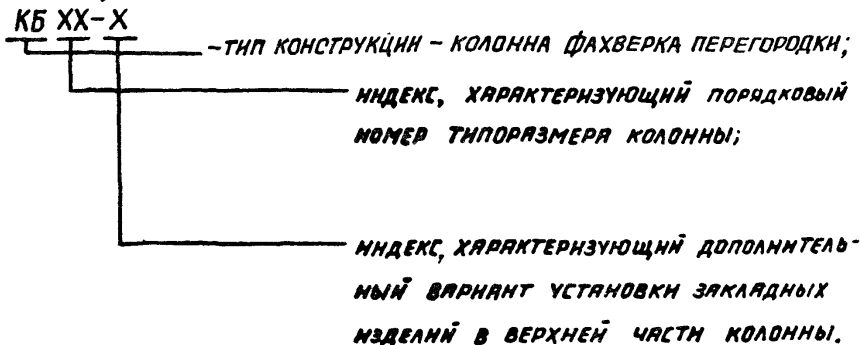 КБ ХХ-Х
-ТИП КОНСТРУКЦИИ - КОЛОННА ФАХВЕРКА ПЕРЕГОРОДКИ;
ИНДЕКС, ХАРАКТЕРИЗУЮЩИЙ ПОРЯДКОВЫЙ
НОМЕР ТИПОРАЗМЕРА КОЛОННЫ;
ИНДЕКС, ХАРАКТЕРИЗУЮЩИЙ ДОПОЛНИТЕЛЬ-
НЫЙ ВАРИАНТ УСТАНОВКИ ЗАКЛАДНЫХ
ИЗДЕЛИЙ В ВЕРХНЕЙ ЧАСТИ КОЛОННЫ.